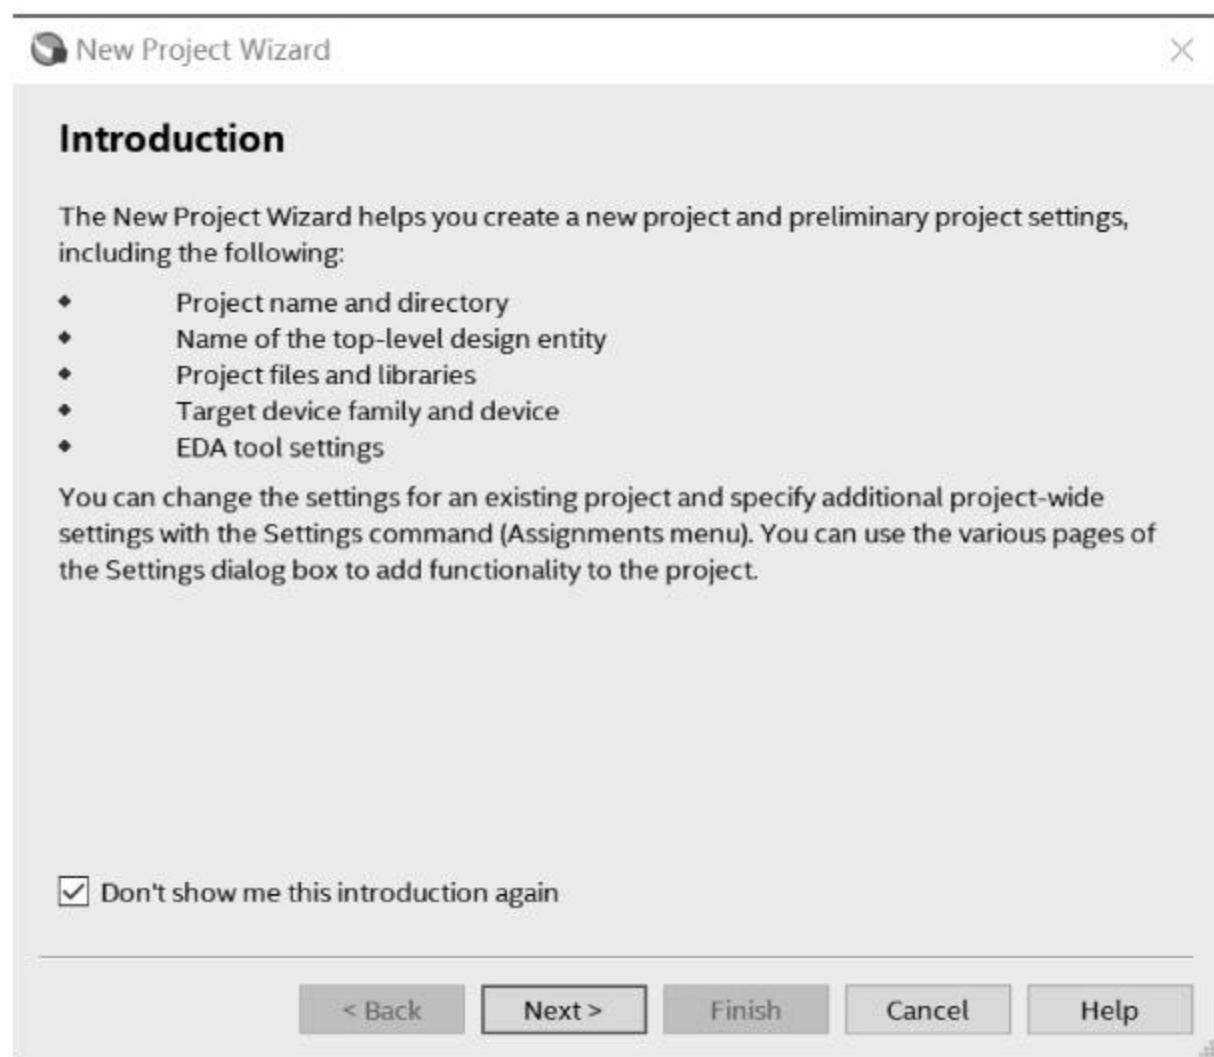 New Project Wizard
Introduction
The New Project Wizard helps you create a new project and preliminary project settings,
including the following:
Project name and directory
Name of the top-level design entity
Project files and libraries
Target device family and device
EDA tool settings
You can change the settings for an existing project and specify additional project-wide
settings with the Settings command (Assignments menu). You can use the various pages of
the Settings dialog box to add functionality to the project.
Don't show me this introduction again
< Back Next > Finish Cancel Help